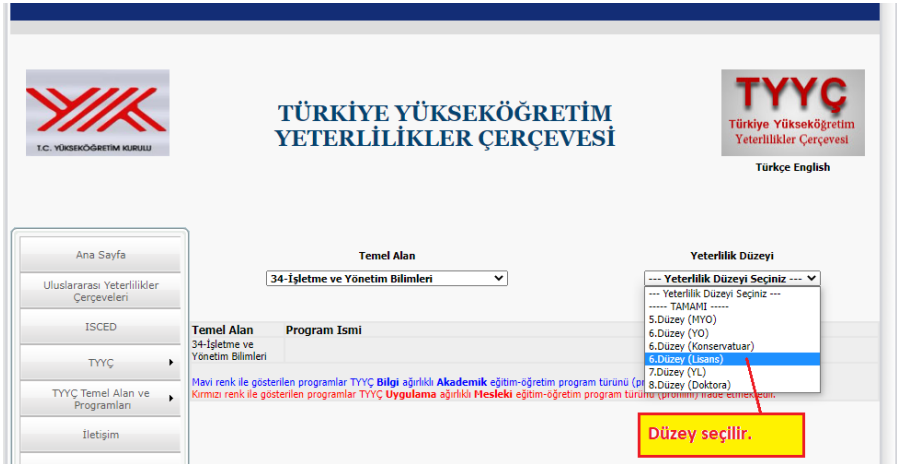 TÜRKİYE YÜKSEKÖĞRETİM
YETERLİLİKLER ÇERÇEVESİ
T.C. YÜKSEKÖĞRETİM KURULU
TYYÇ
Türkiye Yükseköğretim
Yeterlilikler Çerçevesi
Türkçe English
Ana Sayfa
Uluslararası Yeterlilikler
Çerçeveleri
ISCED
TYYÇ
TYYÇ Temel Alan ve
Programları
İletişim
Temel Alan
34-İşletme ve Yönetim Bilimleri
Yeterlilik Düzeyi
--- Yeterlilik Düzeyi Seçiniz ---
--- Yeterlilik Düzeyi Seçiniz ---
----- TAMAMI -----
5.Düzey (MYO)
6.Düzey (YO)
6.Düzey (Konservatuar)
6.Düzey (Lisans)
7.Düzey (YL)
8.Düzey (Doktora)
Temel Alan Program Ismi
34-İşletme ve
Yönetim Bilimleri
Mavi renk ile gösterilen programlar TYYÇ Bilgi ağırlıklı Akademik eğitim-öğretim program türünü
Kırmızı renk ile gösterilen programlar TYYÇ Uygulama ağırlıklı Mesleki eğitim-öğretim program türünü (profilini) ifade etmektedir.
Düzey seçilir.